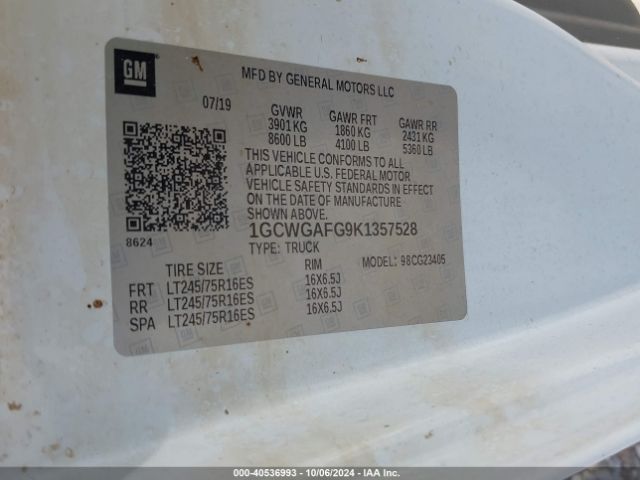 GM
MFD BY GENERAL MOTORS LLC
07/19
GVWR GAWR FRT GAWR RR
3901 KG 1860 KG 2431 KG
8600 LB 4100 LB 5360 LB
THIS VEHICLE CONFORMS TO ALL
APPLICABLE U.S. FEDERAL MOTOR
VEHICLE SAFETY STANDARDS IN EFFECT
ON THE DATE OF MANUFACTURE
SHOWN ABOVE.
8624
1GCWGAFG9K1357528
TYPE: TRUCK
MODEL: 98CG23405
TIRE SIZE RIM
FRT LT245/75R16ES 16X6.5J
RR LT245/75R16ES 16X6.5J
SPA LT245/75R16ES 16X6.5J
000-40536993 - 10/06/2024 - IAA Inc.